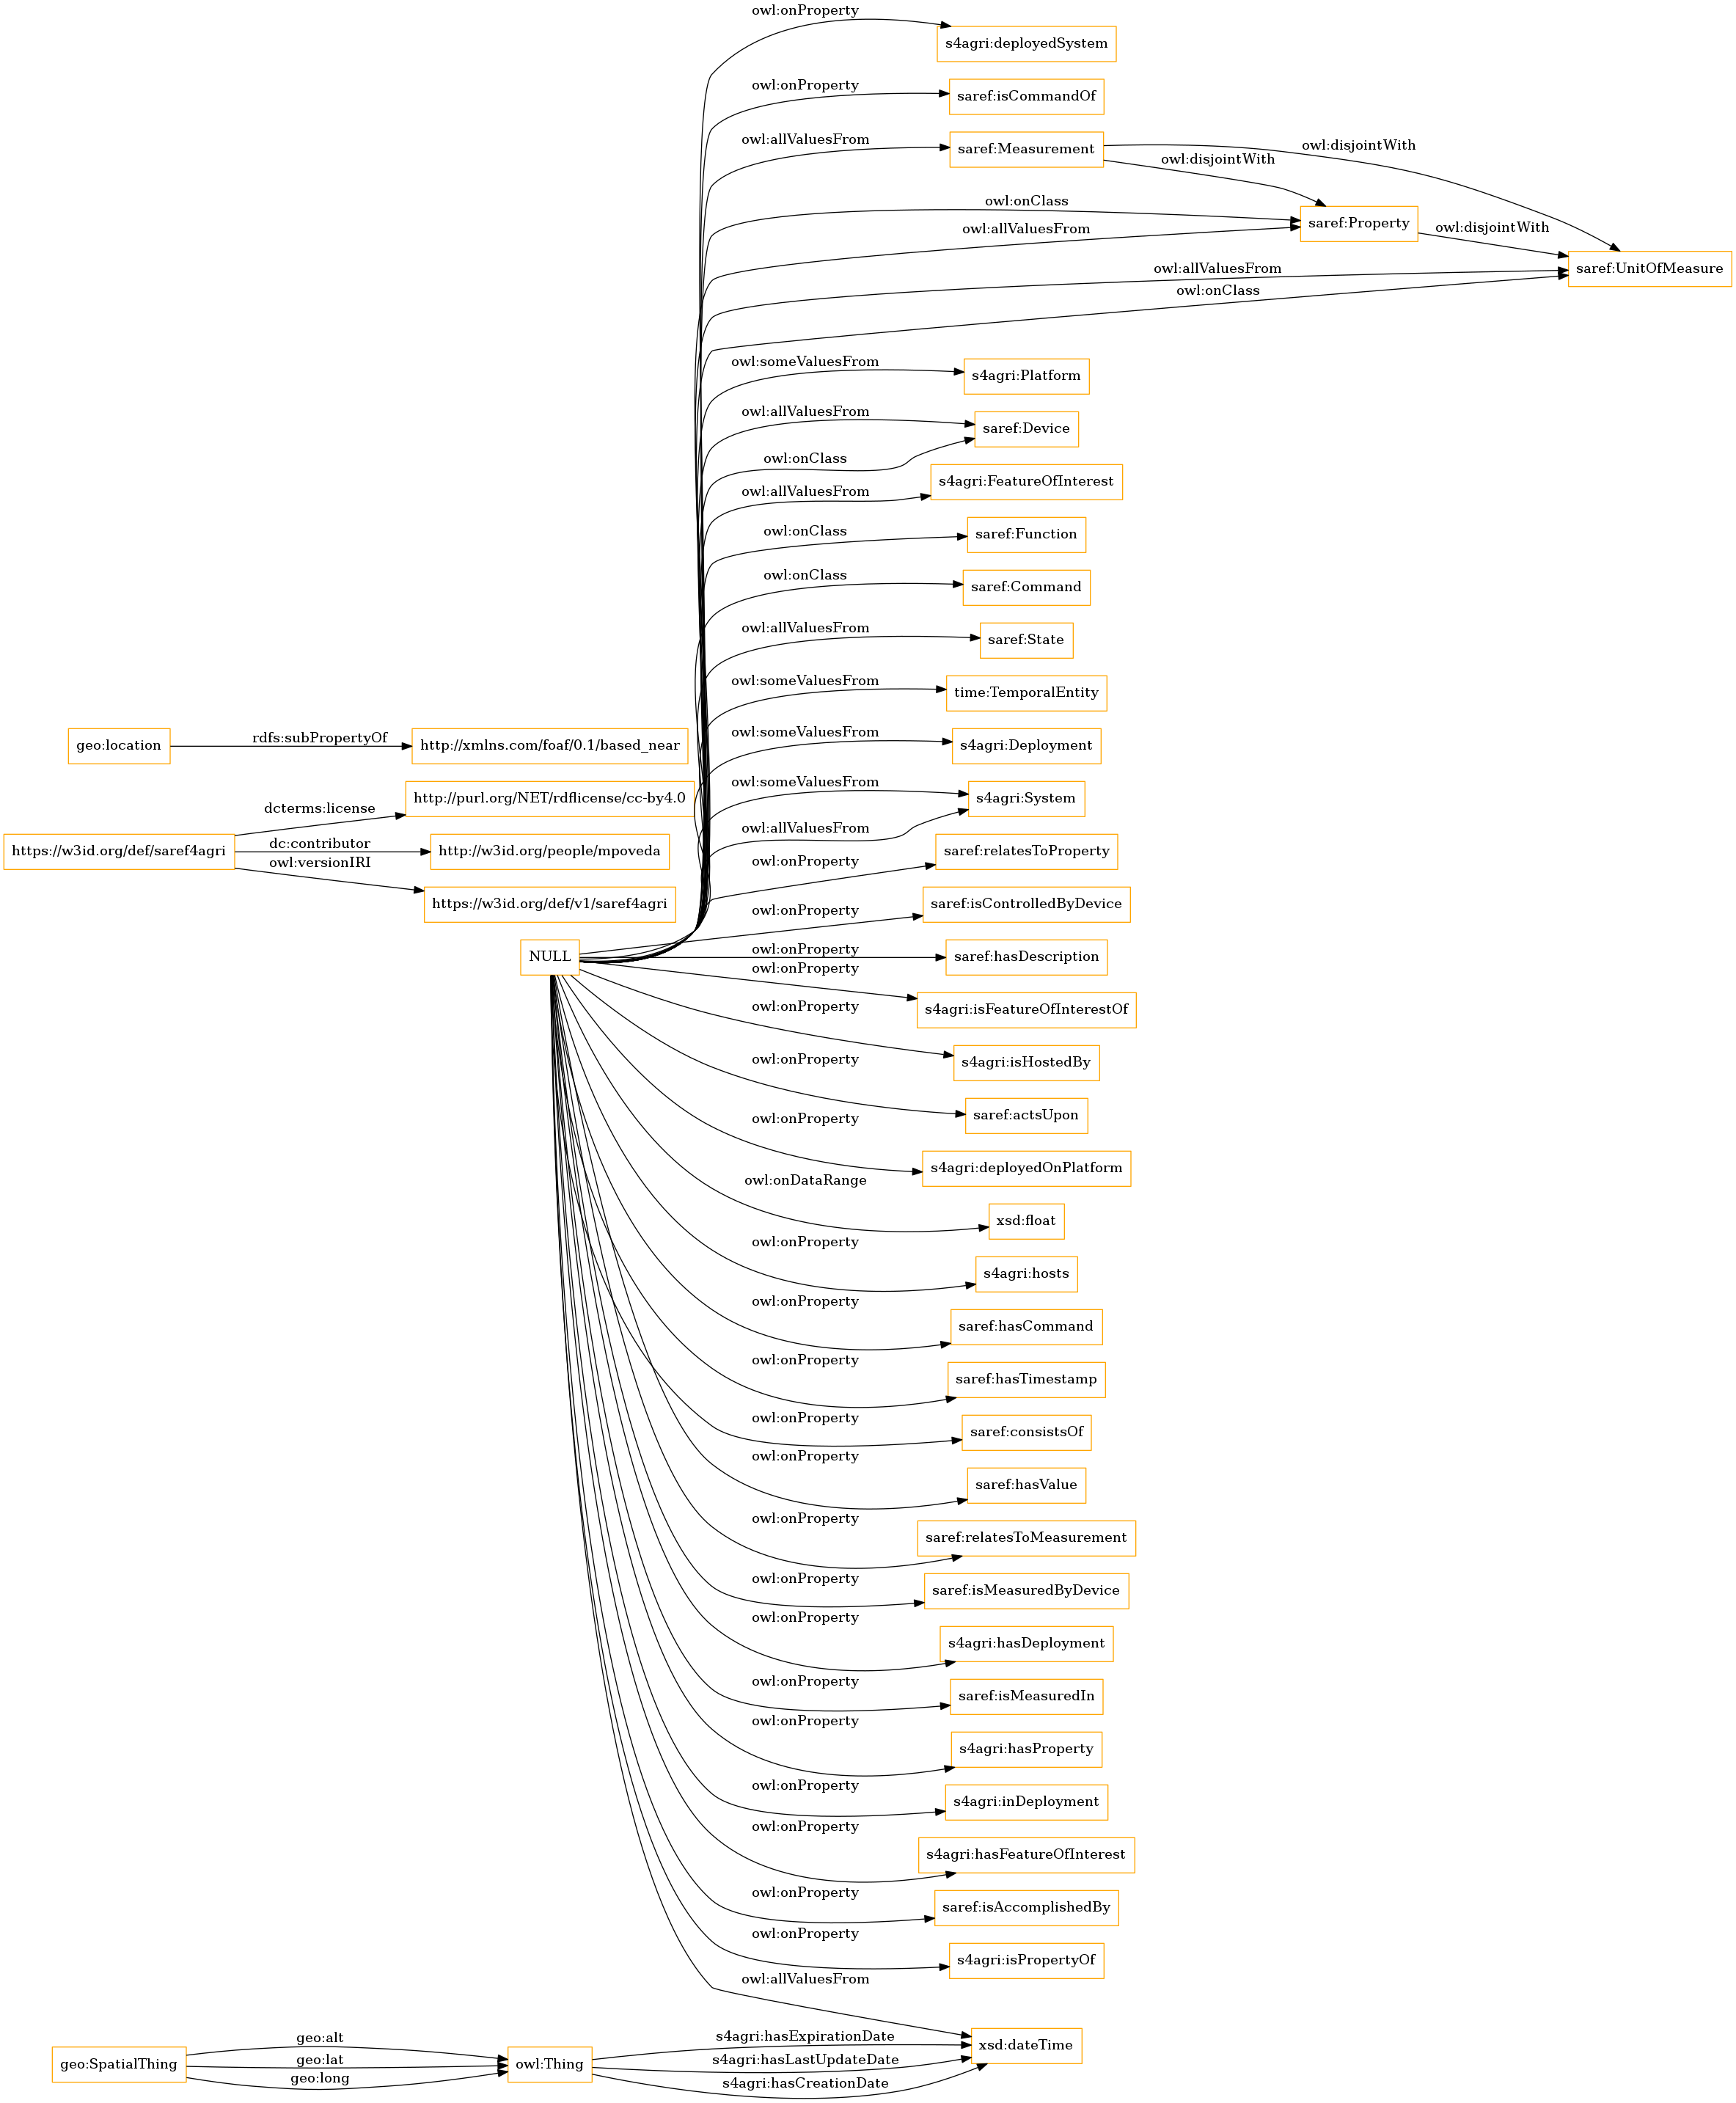 owl:onProperty
s4agri:deployedSystem
owl:onProperty
saref:isCommandOf
owl:allValuesFrom
saref:Measurement
owl:disjointWith
owl:disjointWith
owl:onClass
saref:Property
owl:allValuesFrom
owl:disjointWith
owl:allValuesFrom
saref:UnitOfMeasure
owl:onClass
owl:someValuesFrom
s4agri:Platform
owl:allValuesFrom
saref:Device
owl:onClass
owl:allValuesFrom
s4agri:FeatureOfInterest
owl:onClass
saref:Function
owl:onClass
saref:Command
owl:allValuesFrom
saref:State
owl:someValuesFrom
time:TemporalEntity
geo:location
rdfs:subPropertyOf
http://xmlns.com/foaf/0.1/based_near
owl:someValuesFrom
s4agri:Deployment
dcterms:license
http://purl.org/NET/rdflicense/cc-by4.0
owl:someValuesFrom
s4agri:System
owl:allValuesFrom
https://w3id.org/def/saref4agri
dc:contributor
http://w3id.org/people/mpoveda
owl:onProperty
saref:relatesToProperty
owl:versionIRI
https://w3id.org/def/v1/saref4agri
owl:onProperty
saref:isControlledByDevice
NULL
owl:onProperty
saref:hasDescription
owl:onProperty
s4agri:isFeatureOfInterestOf
owl:onProperty
s4agri:isHostedBy
owl:onProperty
saref:actsUpon
owl:onProperty
s4agri:deployedOnPlatform
owl:onDataRange
xsd:float
owl:onProperty
s4agri:hosts
owl:onProperty
saref:hasCommand
owl:onProperty
saref:hasTimestamp
owl:onProperty
saref:consistsOf
owl:onProperty
saref:hasValue
owl:onProperty
saref:relatesToMeasurement
owl:onProperty
saref:isMeasuredByDevice
owl:onProperty
s4agri:hasDeployment
owl:onProperty
saref:isMeasuredIn
owl:onProperty
s4agri:hasProperty
owl:onProperty
s4agri:inDeployment
owl:onProperty
s4agri:hasFeatureOfInterest
owl:onProperty
saref:isAccomplishedBy
owl:onProperty
s4agri:isPropertyOf
owl:allValuesFrom
geo:SpatialThing
geo:alt
geo:lat
geo:long
owl:Thing
s4agri:hasExpirationDate
s4agri:hasLastUpdateDate
s4agri:hasCreationDate
xsd:dateTime